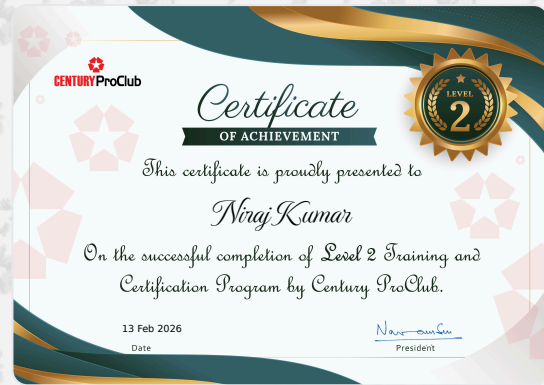 CENTURY ProClub
LEVEL
2
Certificate
OF ACHIEVEMENT
This certificate is proudly presented to
Niraj Kumar
On the successful completion of Level 2 Training and
Certification Program by Century ProClub.
13 Feb 2026
Date
President